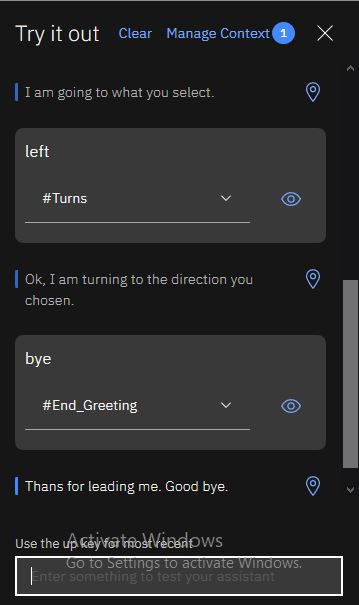 Try it out Clear Manage Context 1
I am going to what you select.
left
#Turns
Ok, I am turning to the direction you
chosen.
bye
#End_Greeting
Thans for leading me. Good bye.
Activate Windows
Use the up key for most recent
Go to Settings to activate Windows.
Enter something to test your assistant